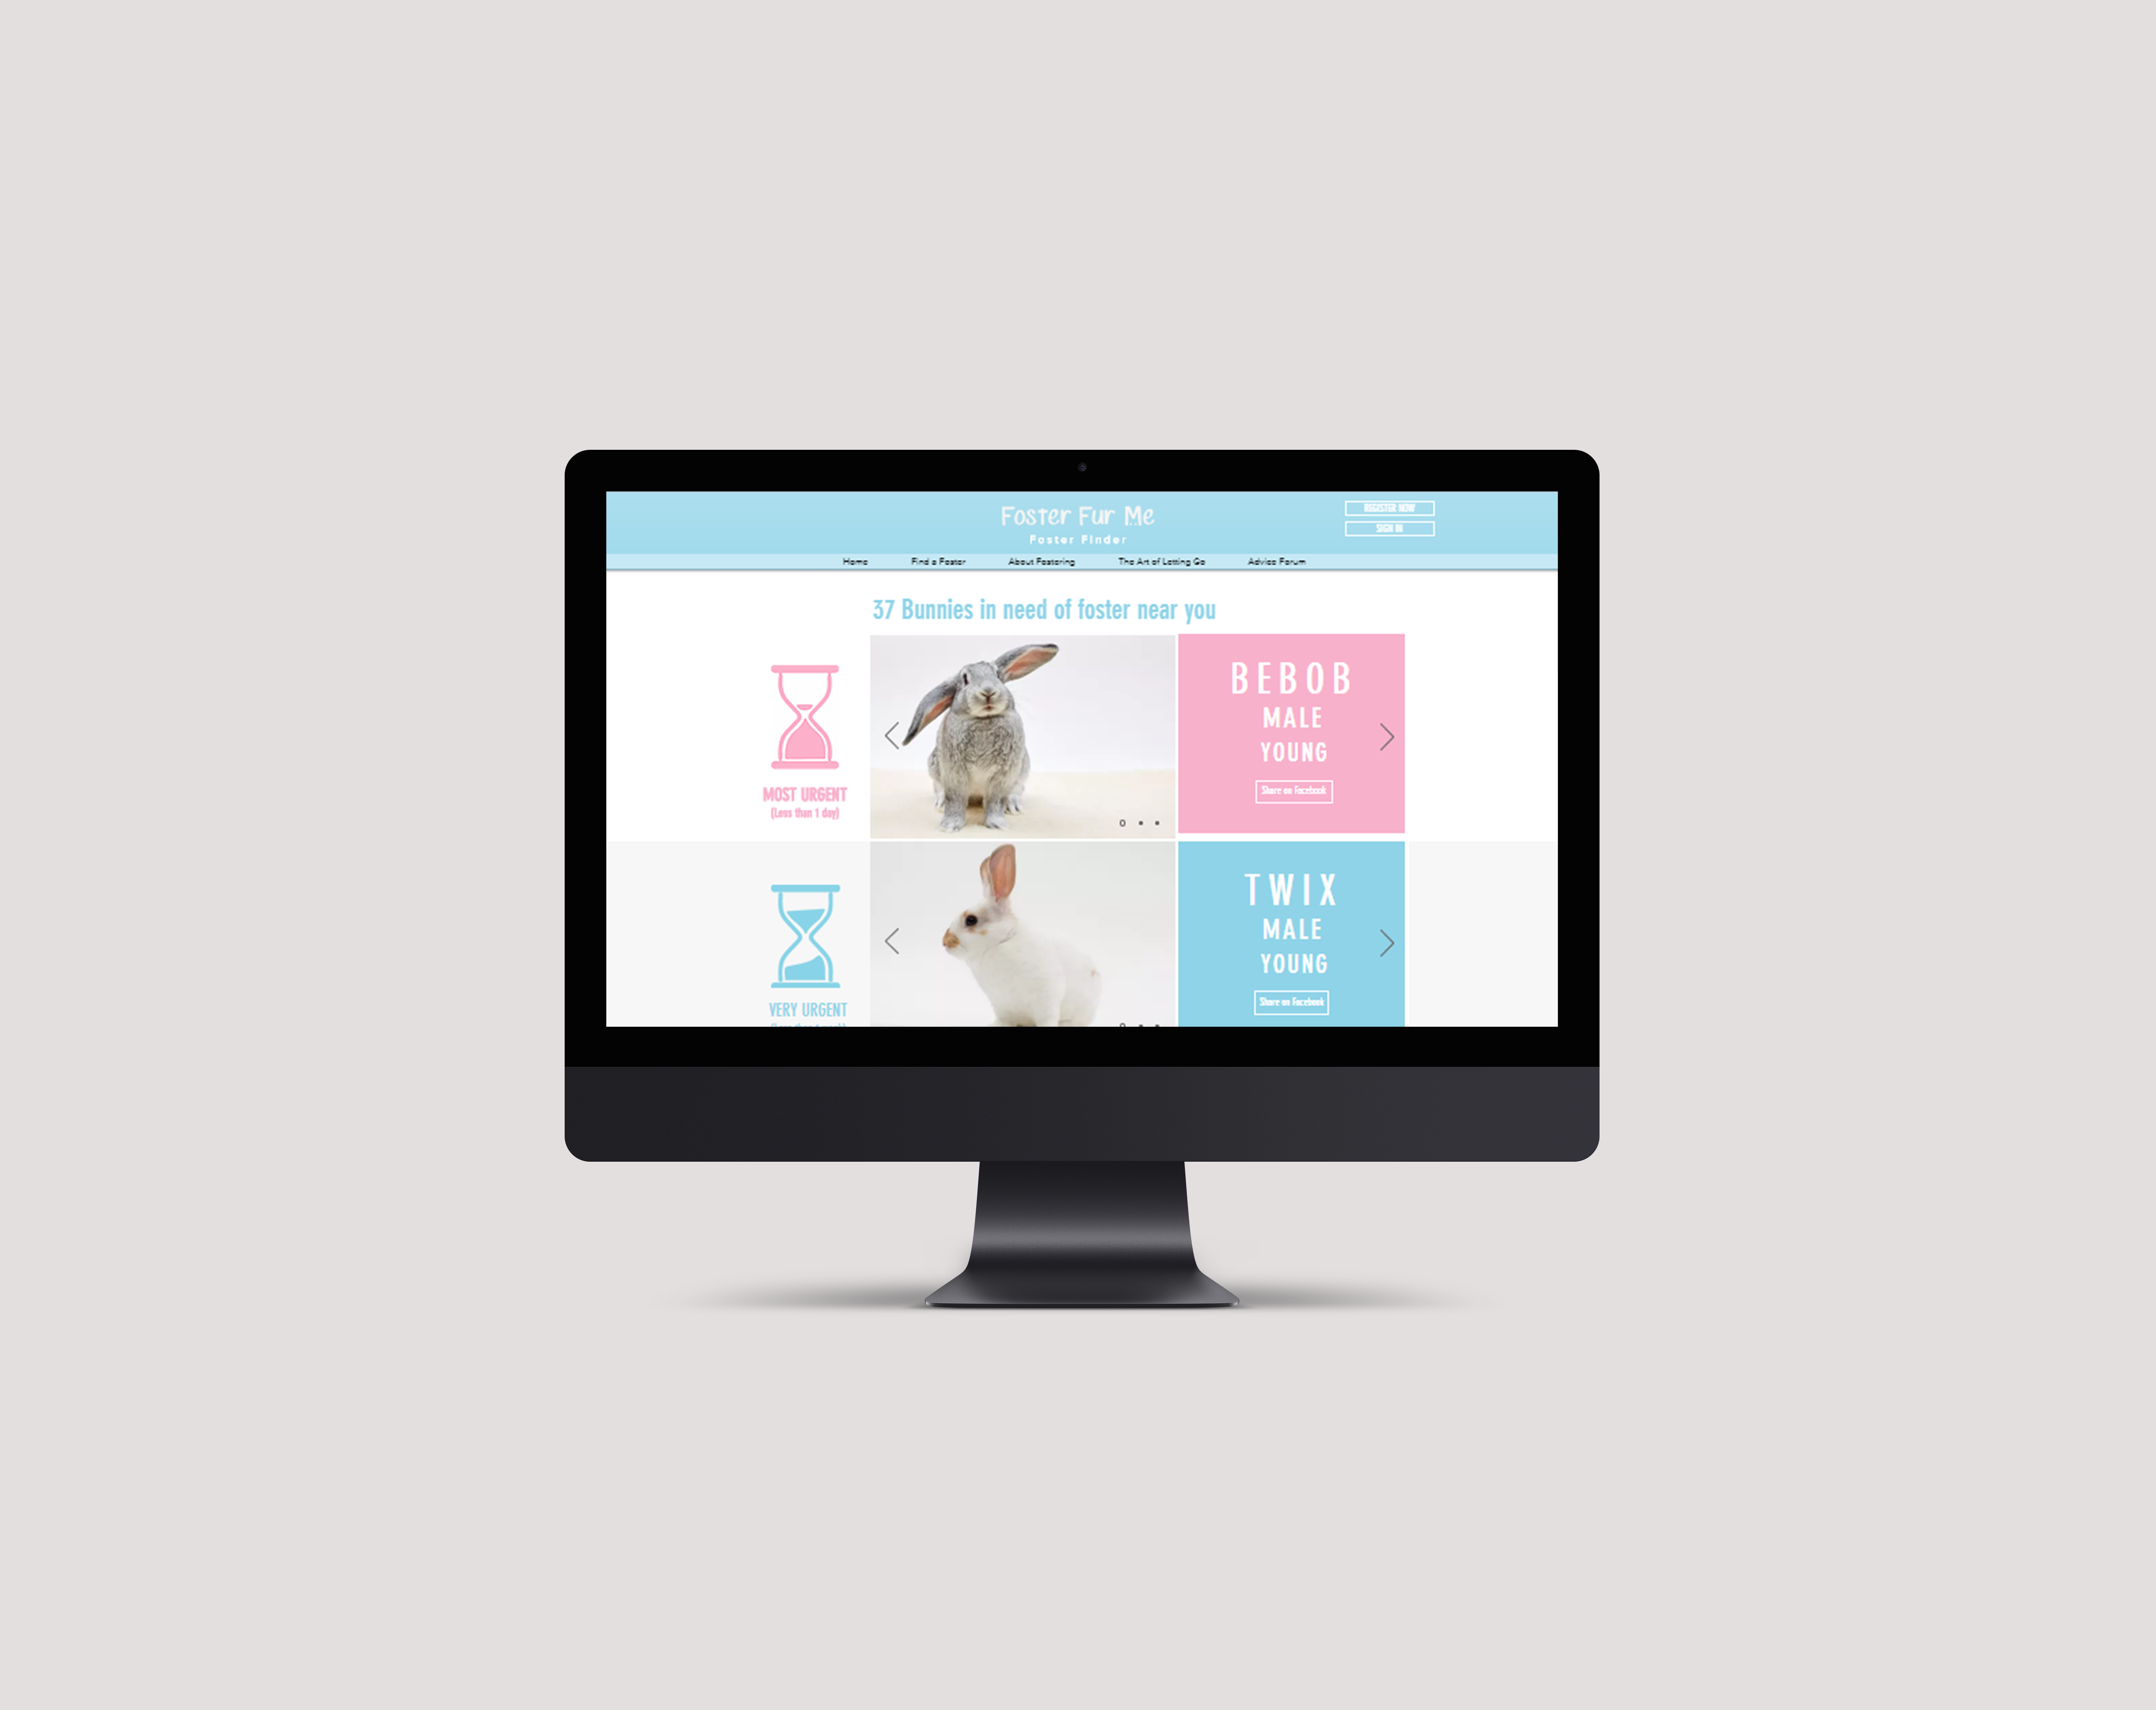 Foster Fur Me
Foster Finder
REGISTER NOW
SIGN IN
Home Find a Foster About Fostering The Art of Letting Go Advice Forum
37 Bunnies in need of foster near you
MOST URGENT
(Less than 1 day)
BEBOB
MALE
YOUNG
Share on Facebook
VERY URGENT
TWIX
MALE
YOUNG
Share on Facebook